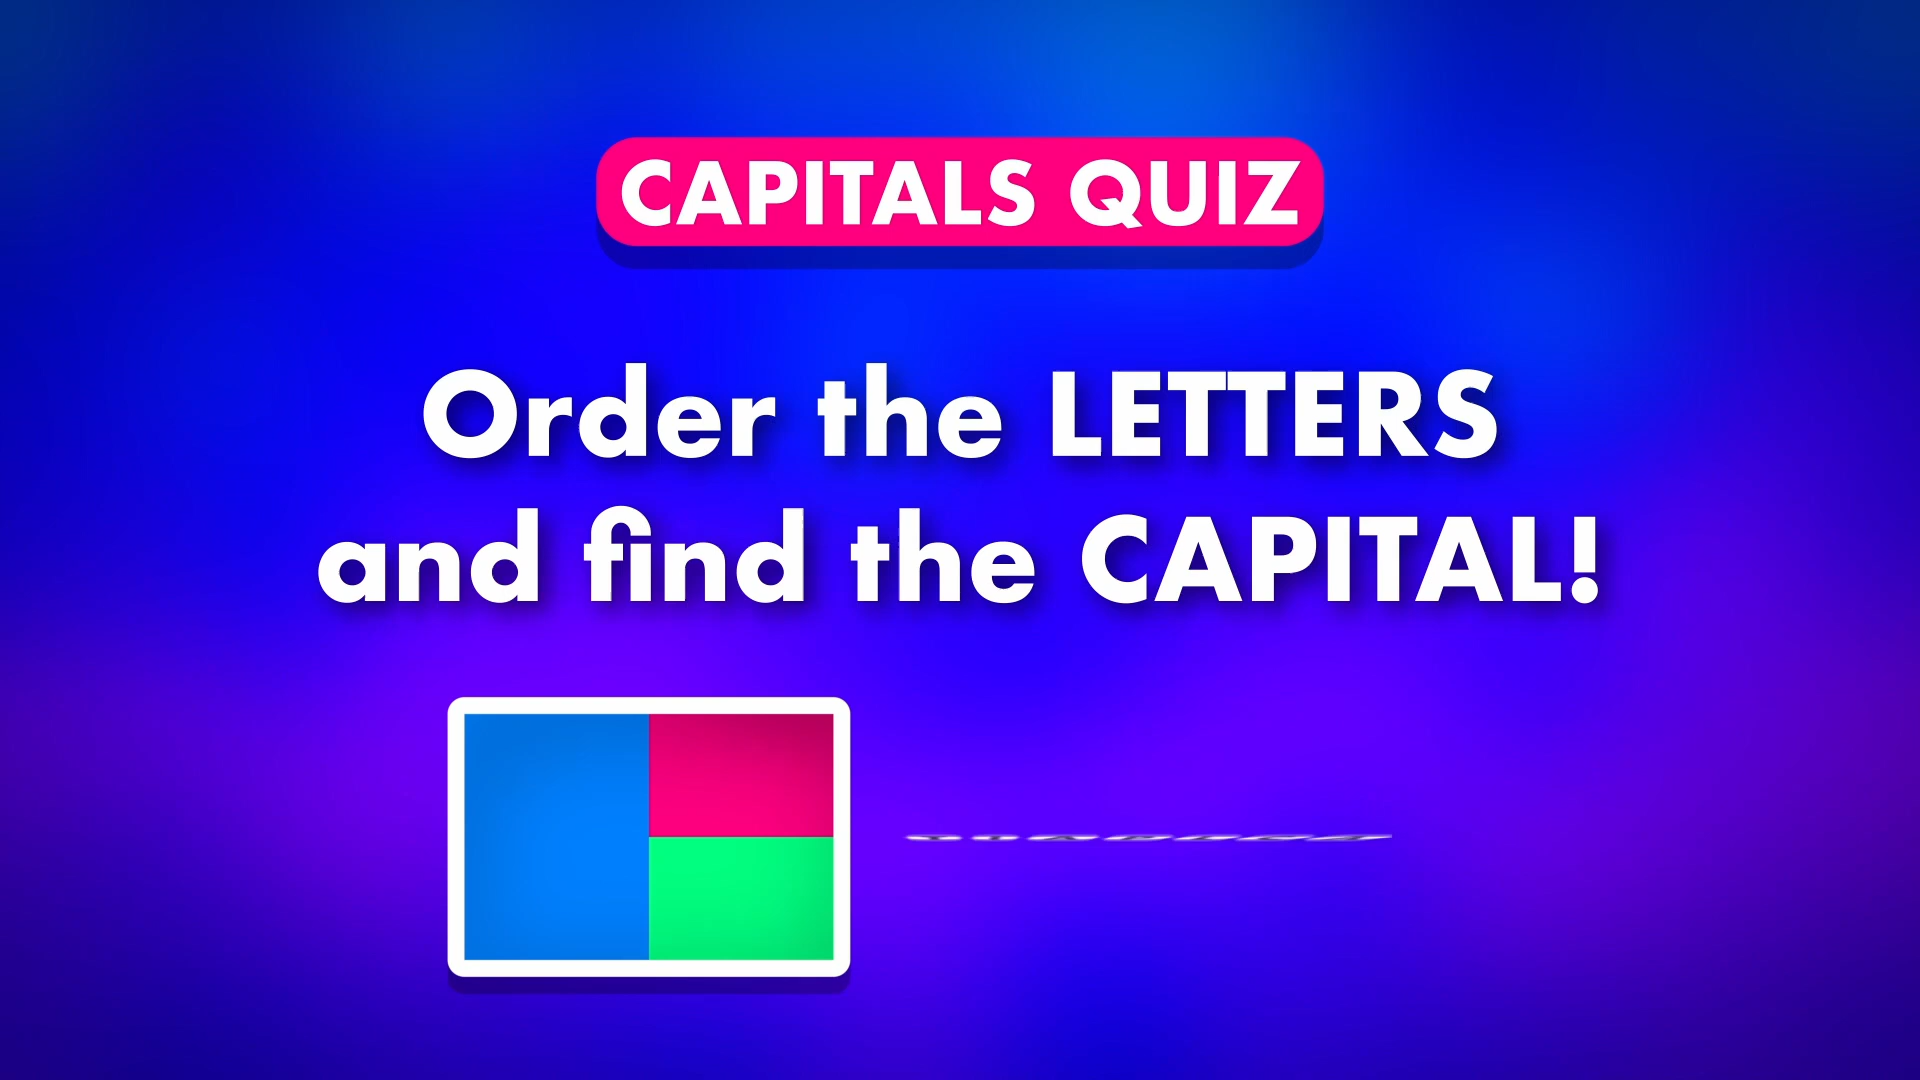 CAPITALS QUIZ
Order the LETTERS
and find the CAPITAL!